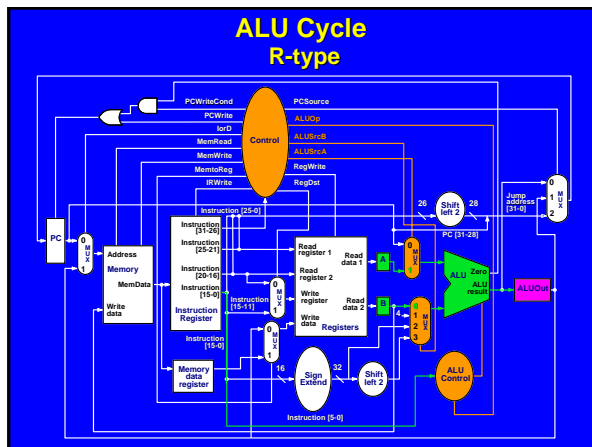 ALU Cycle
R-type
PCWriteCond
PCSource
PCWrite
ALUOp
IorD
ALUSrcB
MemRead
Control
ALUSrcA
MemWrite
MemtoReg
RegWrite
IRWrite
RegDst
Instruction [25-0]
26
28
Shift
left 2
Jump
address
[31-0]
0
1
2
MUX
Instruction
[31-26]
PC [31-28]
PC
0
MUX
1
Address
Memory
MemData
Write
data
Instruction
[25-21]
Instruction
[20-16]
Instruction
[15-0]
Instruction
Register
Instruction
[15-11]
Instruction
[15-0]
0
MUX
1
0
MUX
1
Read
register 1
Read
register 2
Write
register
Write
data
Read
data 1
Read
data 2
Registers
A
B
0
MUX
1
4
0
1
2
3
MUX
ALU
Zero
ALU
result
ALUOut
Memory
data
register
16
Sign
Extend
32
Shift
left 2
ALU
Control
Instruction [5-0]